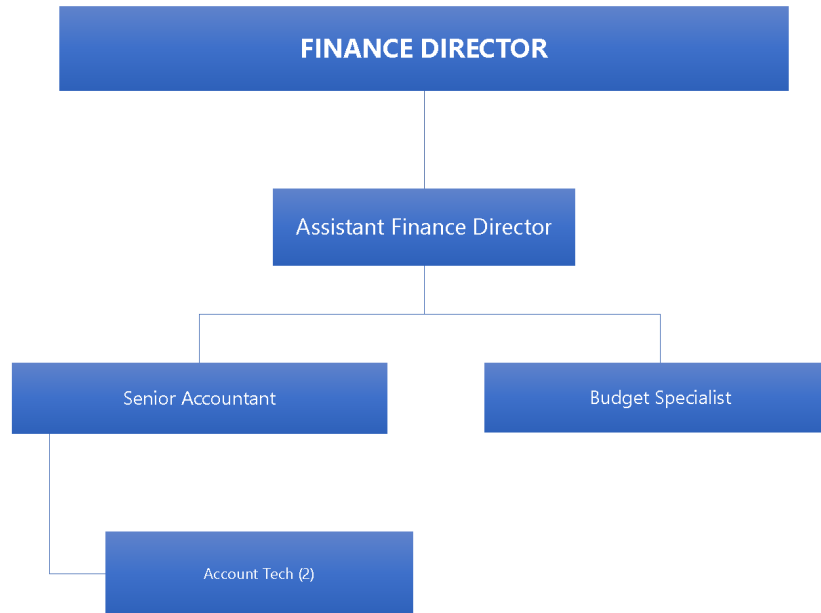 FINANCE DIRECTOR
Assistant Finance Director
Senior Accountant
Budget Specialist
Account Tech (2)